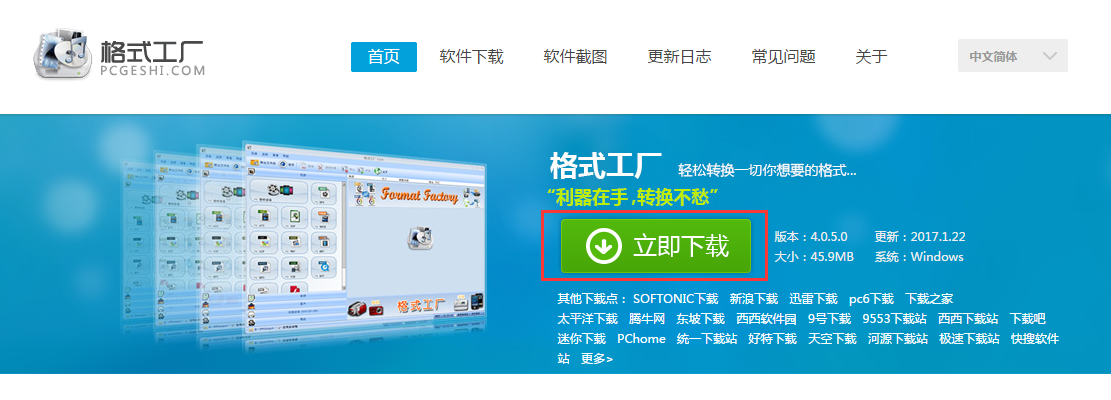 格式工厂
PCGESHI.COM
首页 软件下载 软件截图 更新日志 常见问题 关于 中文简体
Format Factory
格式工厂
格式工厂 轻松转换一切你想要的格式...
“利器在手,转换不愁”
立即下载
版本：4.0.5.0 更新：2017.1.22
大小：45.9MB 系统：Windows
其他下载点： SOFTONIC下载 新浪下载 迅雷下载 pc6下载 下载之家
太平洋下载 腾牛网 东坡下载 西西软件园 9号下载 9553下载站 西西下载站 下载吧
迷你下载 PChome 统一下载站 好特下载 天空下载 河源下载站 极速下载站 快搜软件
站 更多>